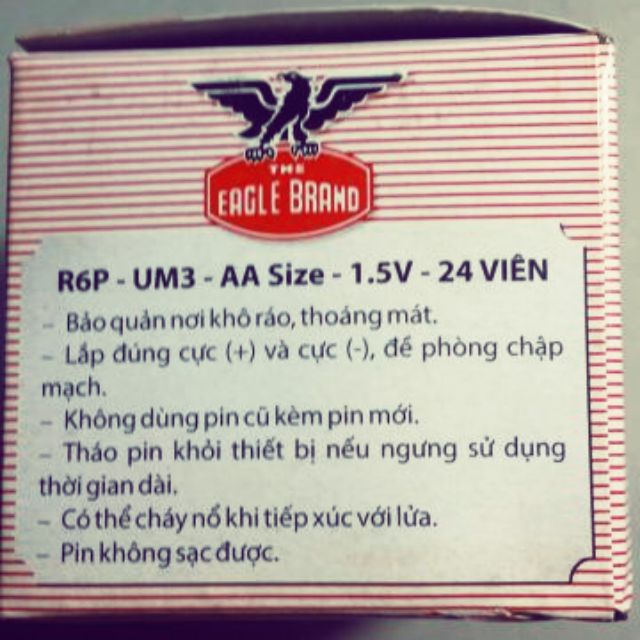 THE
EAGLE BRAND
R6P - UM3 - AA Size - 1.5V - 24 VIÊN
– Bảo quản nơi khô ráo, thoáng mát.
– Lắp đúng cực (+) và cực (-), đề phòng chập
mạch.
– Không dùng pin cũ kèm pin mới.
– Tháo pin khỏi thiết bị nếu ngưng sử dụng
thời gian dài.
– Có thể cháy nổ khi tiếp xúc với lửa.
– Pin không sạc được.